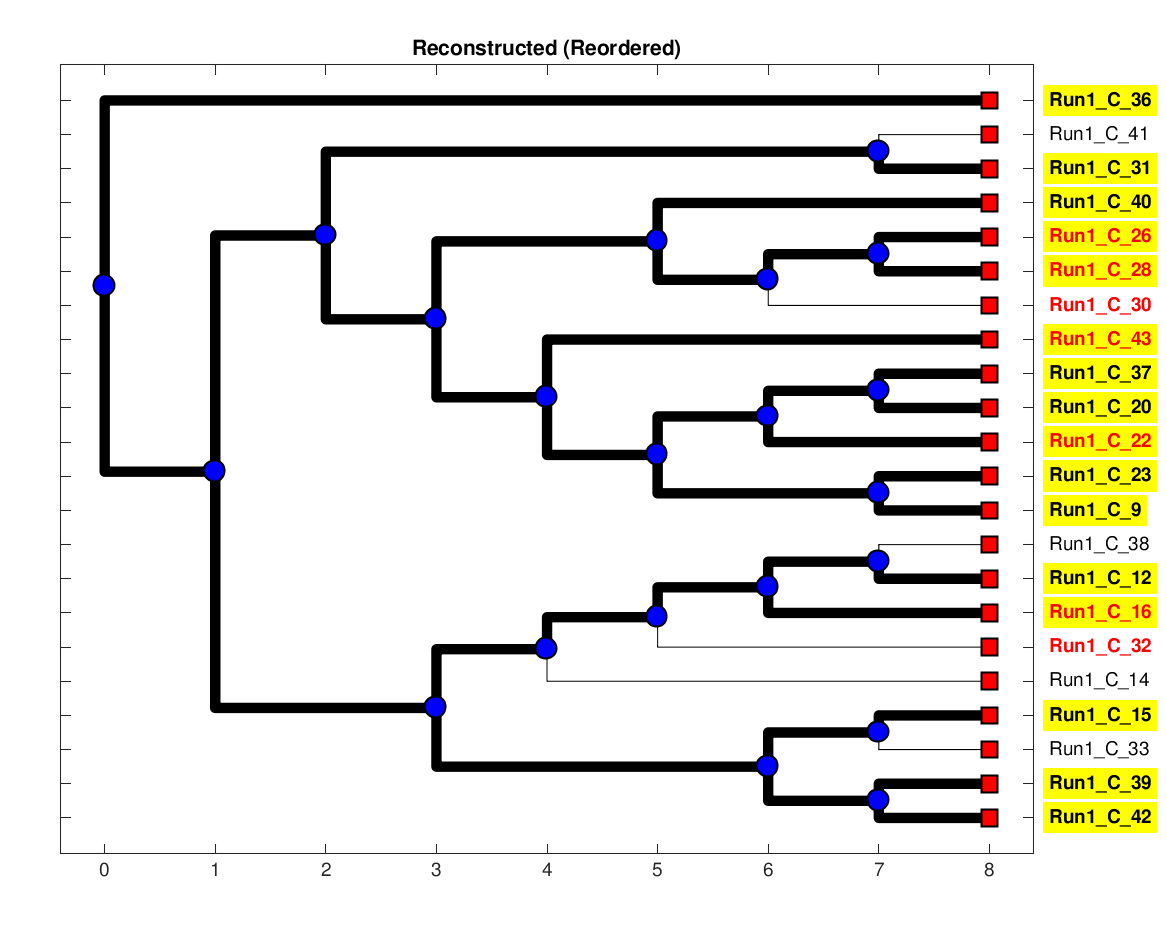 Reconstructed (Reordered)
Run1_C_36
Run1_C_41
Run1_C_31
Run1_C_40
Run1_C_26
Run1_C_28
Run1_C_30
Run1_C_43
Run1_C_37
Run1_C_20
Run1_C_22
Run1_C_23
Run1_C_9
Run1_C_38
Run1_C_12
Run1_C_16
Run1_C_32
Run1_C_14
Run1_C_15
Run1_C_33
Run1_C_39
Run1_C_42
0 1 2 3 4 5 6 7 8